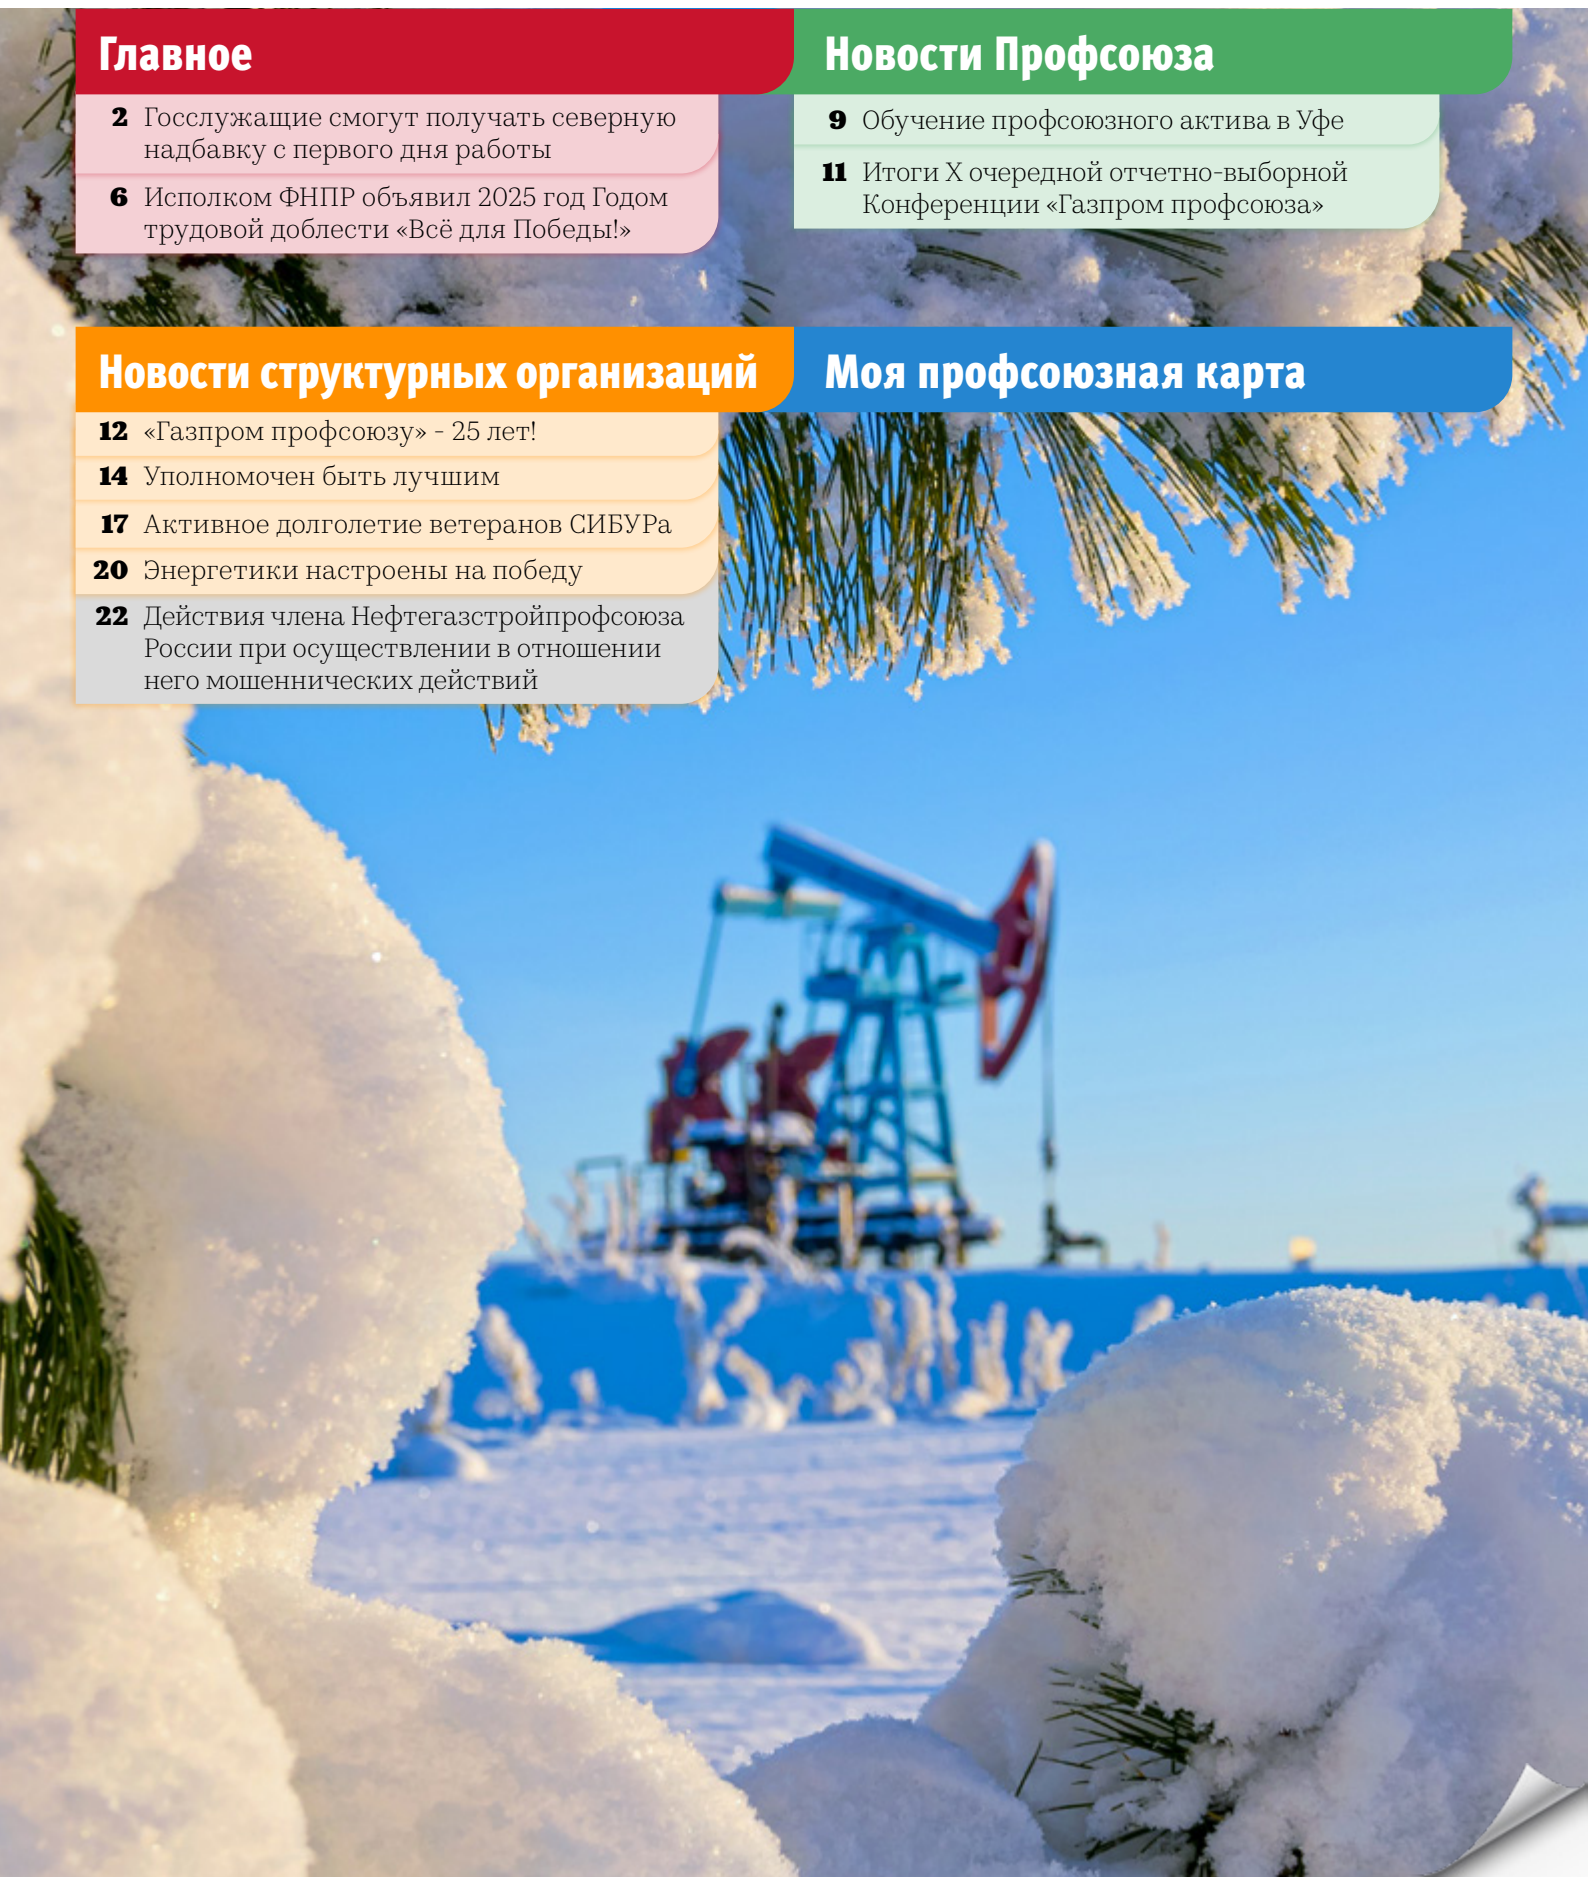 Главное
2 Госслужащие смогут получать северную
надбавку с первого дня работы
6 Исполком ФНПР объявил 2025 год Годом
трудовой доблести «Всё для Победы!»
Новости Профсоюза
9 Обучение профсоюзного актива в Уфе
11 Итоги X очередной отчетно-выборной
Конференции «Газпром профсоюза»
Новости структурных организаций
12 «Газпром профсоюзу» - 25 лет!
14 Уполномочен быть лучшим
17 Активное долголетие ветеранов СИБУРа
20 Энергетики настроены на победу
22 Действия члена Нефтегазстройпрофсоюза
России при осуществлении в отношении
него мошеннических действий
Моя профсоюзная карта